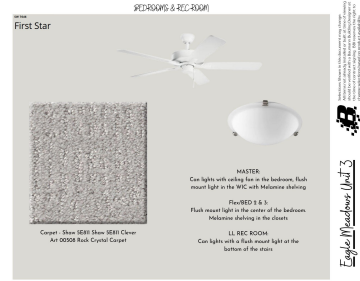 BEDROOMS & REC ROOM
SW 7646
First Star
Carpet - Shaw 5E811 Shaw 5E811 Clever
Art 00508 Rock Crystal Carpet
MASTER:
Can lights with ceiling fan in the bedroom, flush
mount light in the WIC with Melamine shelving
Flex/BED 2 & 3:
Flush mount light in the center of the bedrooms
Melamine shelving in the closets
LL REC ROOM:
Can lights with a flush mount light at the
bottom of the stairs
Eagle Meadows Unit 3